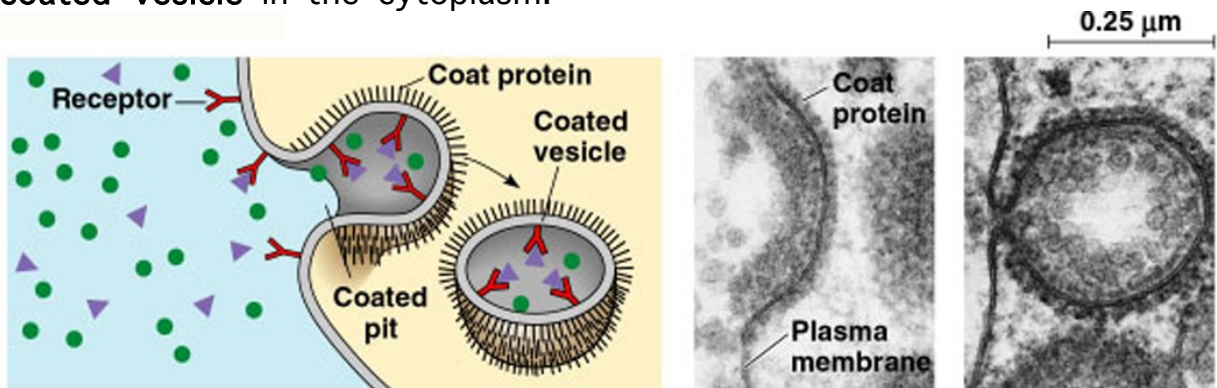 coated vesicle in the cytoplasm.
0.25 µm
Receptor
Coat protein
Coated
vesicle
Coated
pit
Coat
protein
Plasma
membrane